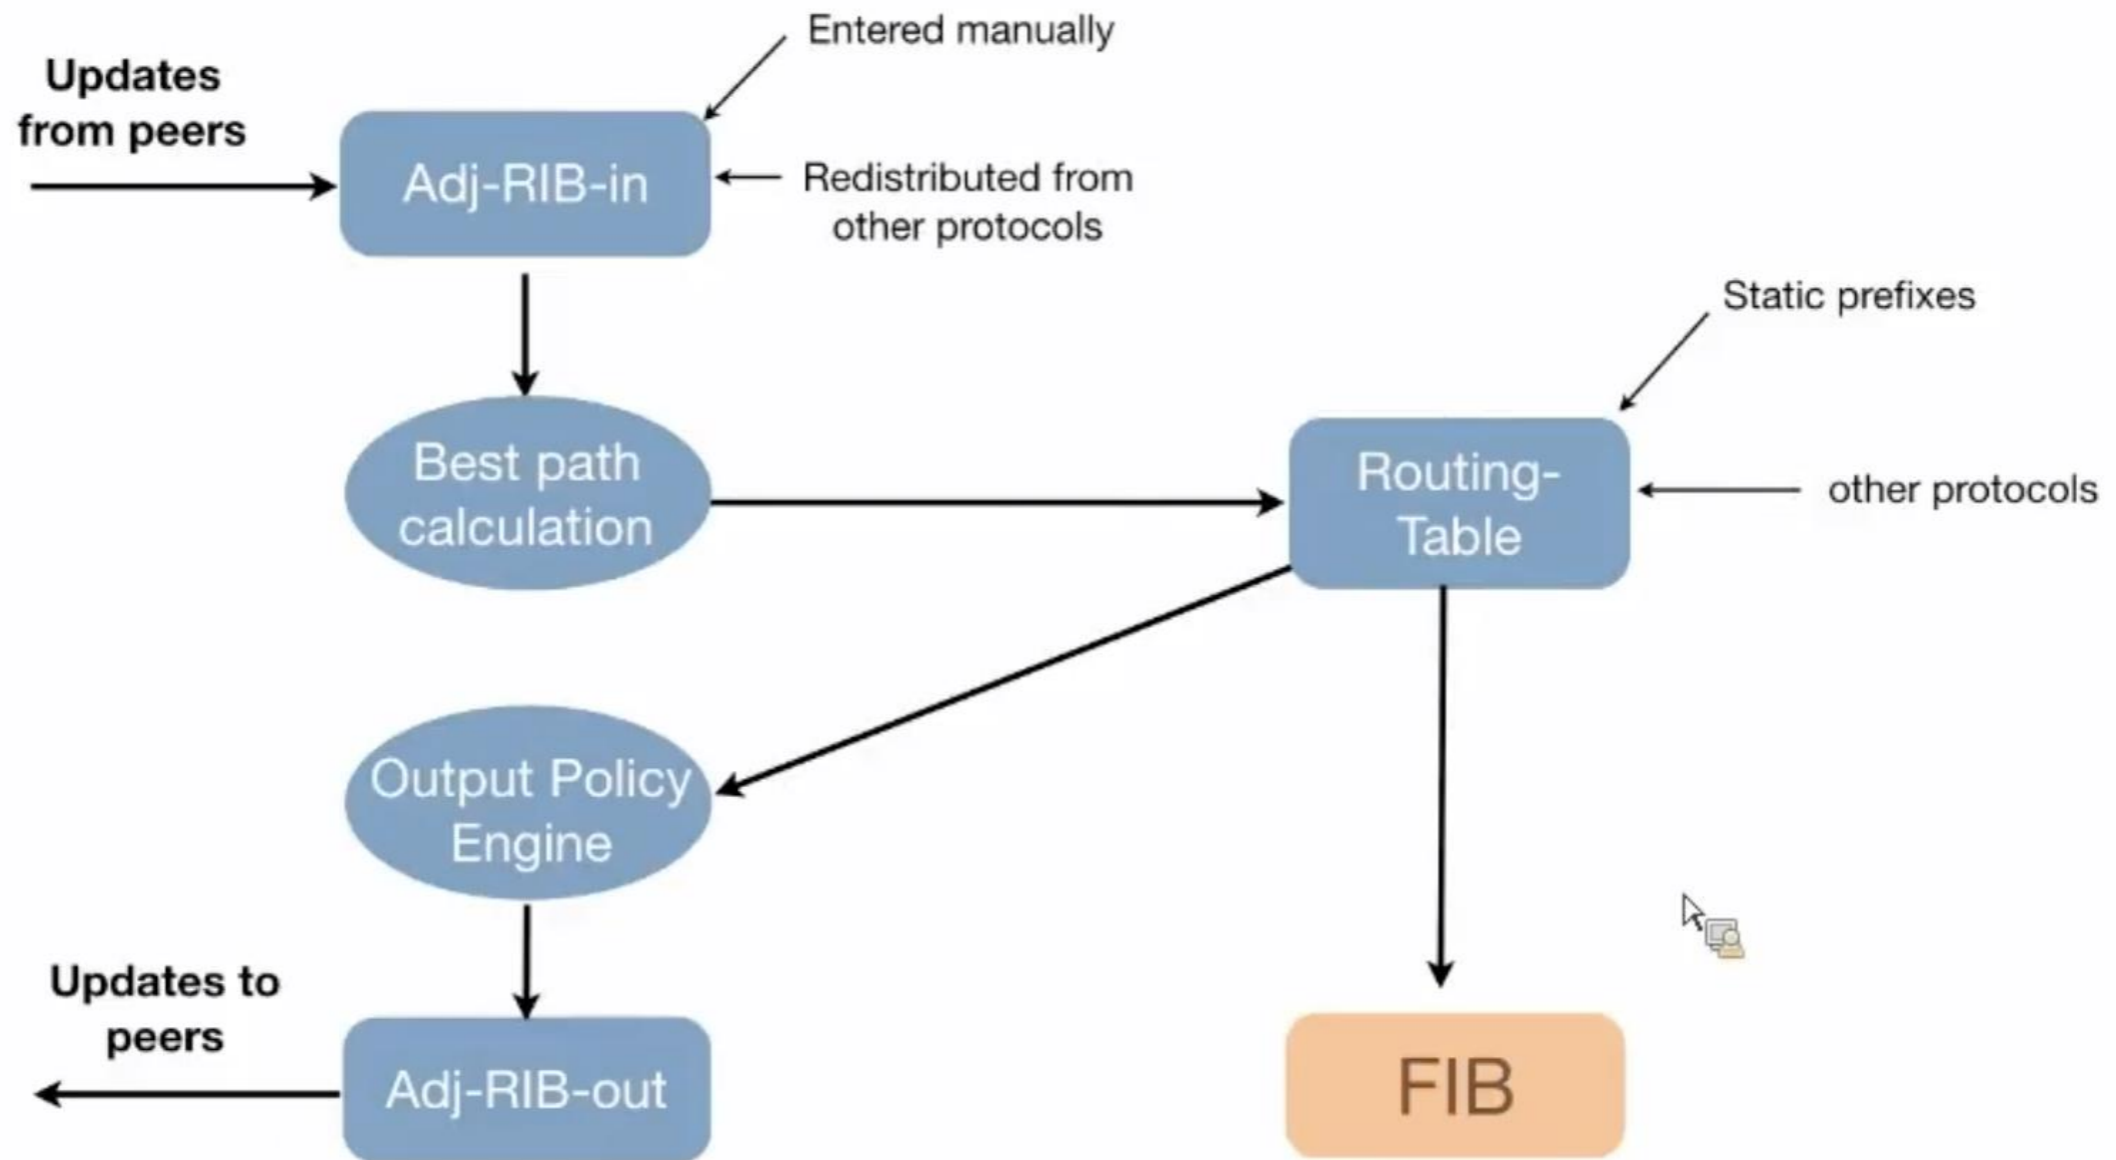 Entered manually
Updates
from peers
Adj-RIB-in
Redistributed from
other protocols
Static prefixes
Best path
calculation
Routing-
Table
other protocols
Output Policy
Engine
Updates to
peers
Adj-RIB-out
FIB